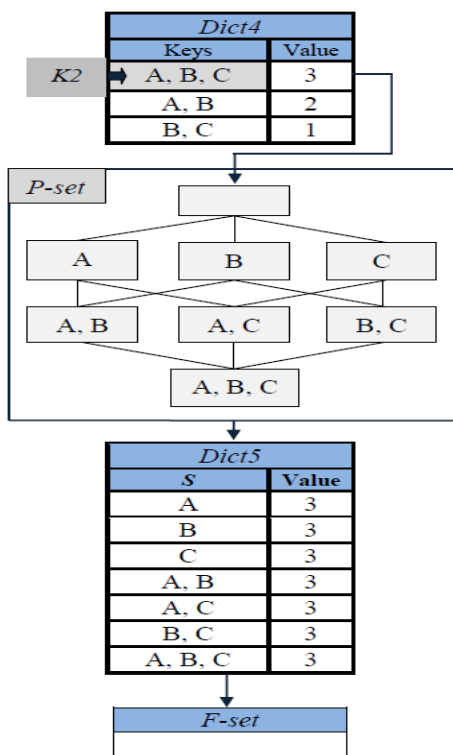 Dict4
Keys Value
K2 A, B, C 3
A, B 2
B, C 1
P-set
A B C
A, B A, C B, C
A, B, C
Dict5
S Value
A 3
B 3
C 3
A, B 3
A, C 3
B, C 3
A, B, C 3
F-set